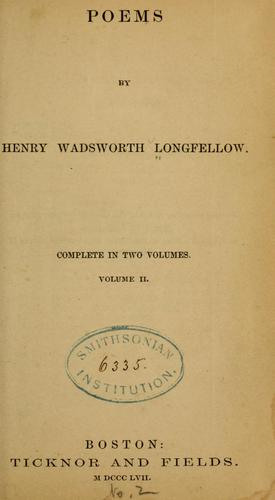 POEMS
BY
HENRY WADSWORTH LONGFELLOW.
COMPLETE IN TWO VOLUMES.
VOLUME II.
SMITHSONIAN
6335.
INSTITUTION.
BOSTON:
TICKNOR AND FIELDS.
M DCCC LVII.
No. 2